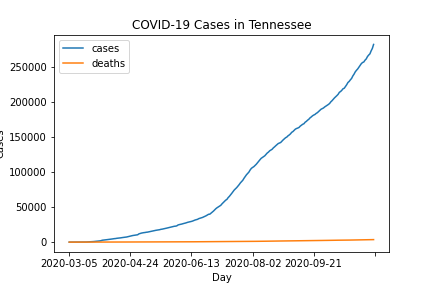 COVID-19 Cases in Tennessee
cases
deaths
250000
200000
150000
100000
50000
0
cases
2020-03-05 2020-04-24 2020-06-13 2020-08-02 2020-09-21
Day